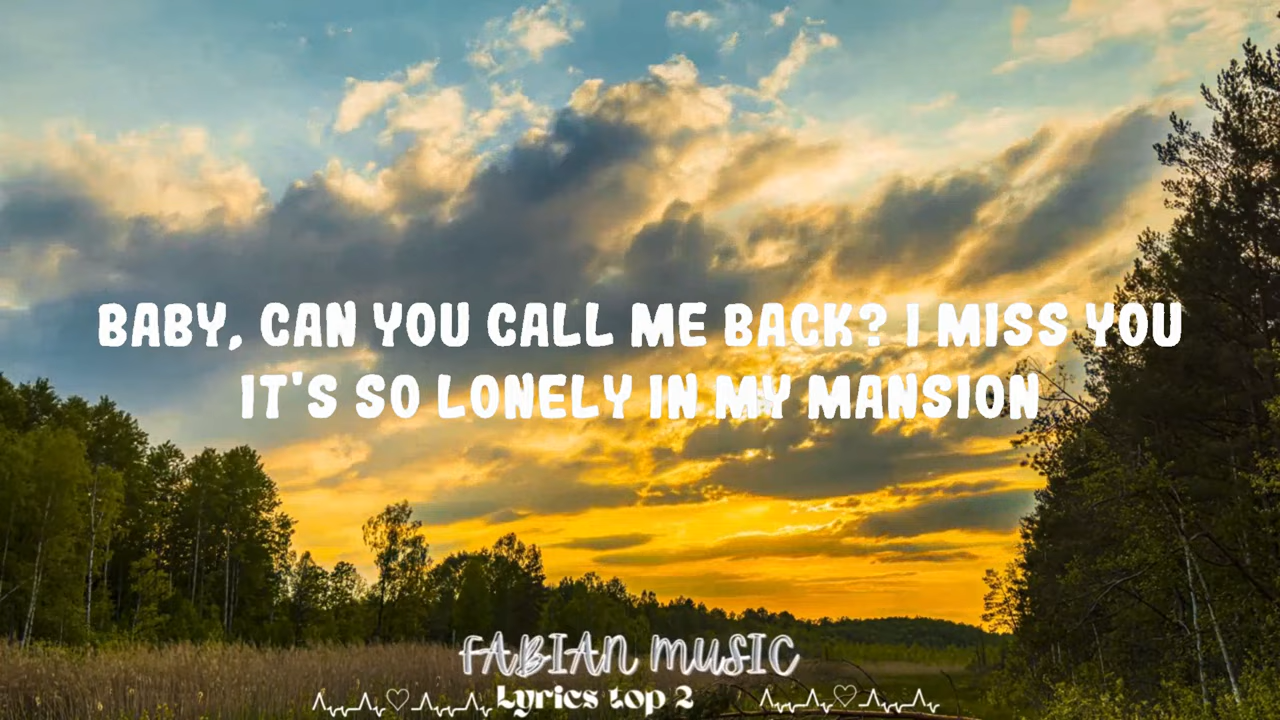 BABY, CAN YOU CALL ME BACK? I MISS YOU
IT'S SO LONELY IN MY MANSION
FABIAN MUSIC
Lyrics top 2